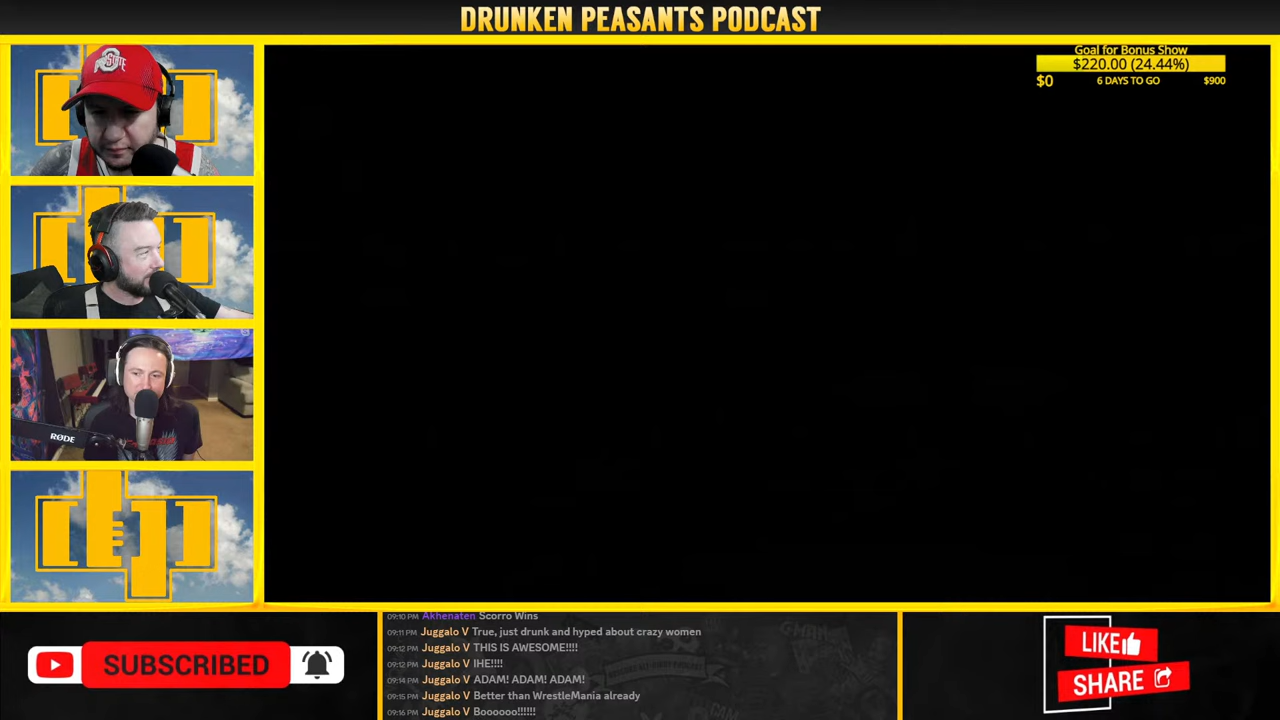 DRUNKEN PEASANTS PODCAST
Goal for Bonus Show
$220.00 (24.44%)
$0 6 DAYS TO GO $900
RØDE
09:10 PM Akhenaten Scorro Wins
09:11 PM Juggalo V True, just drunk and hyped about crazy women
09:12 PM Juggalo V THIS IS AWESOME!!!!
09:12 PM Juggalo V IHE!!!!
09:14 PM Juggalo V ADAM! ADAM! ADAM!
09:15 PM Juggalo V Better than WrestleMania already
09:16 PM Juggalo V Boooooo!!!!!!
SUBSCRIBED
LIKE
SHARE